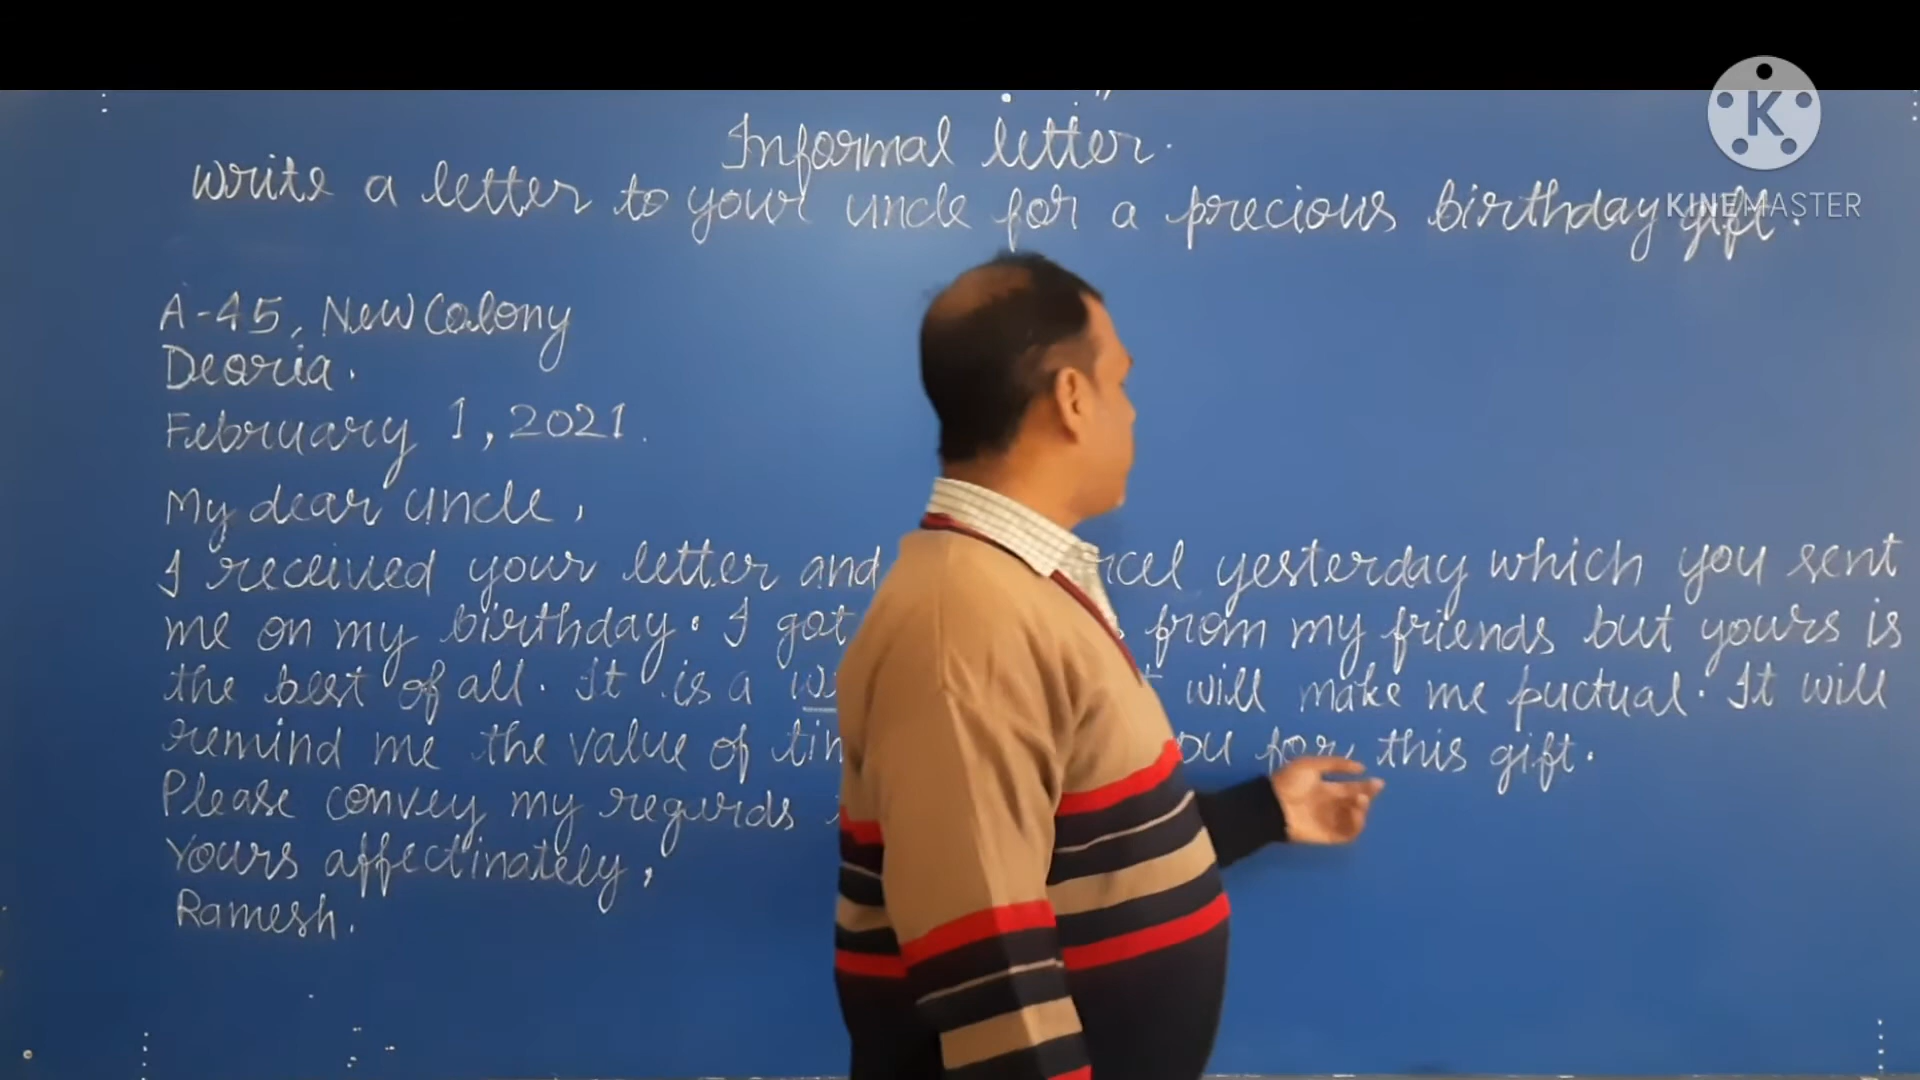 Informal letter.
Write a letter to your uncle for a precious birthday gift.
A-45, New Colony
Deoria.
February 1, 2021.
My dear uncle,
I received your letter and yesterday which you sent
me on my birthday. I got from my friends but yours is
the best of all. It is a will make me puctual. It will
remind me the value of for this gift.
Please convey my regards
Yours affectinately,
Ramesh.
K
KINEMASTER